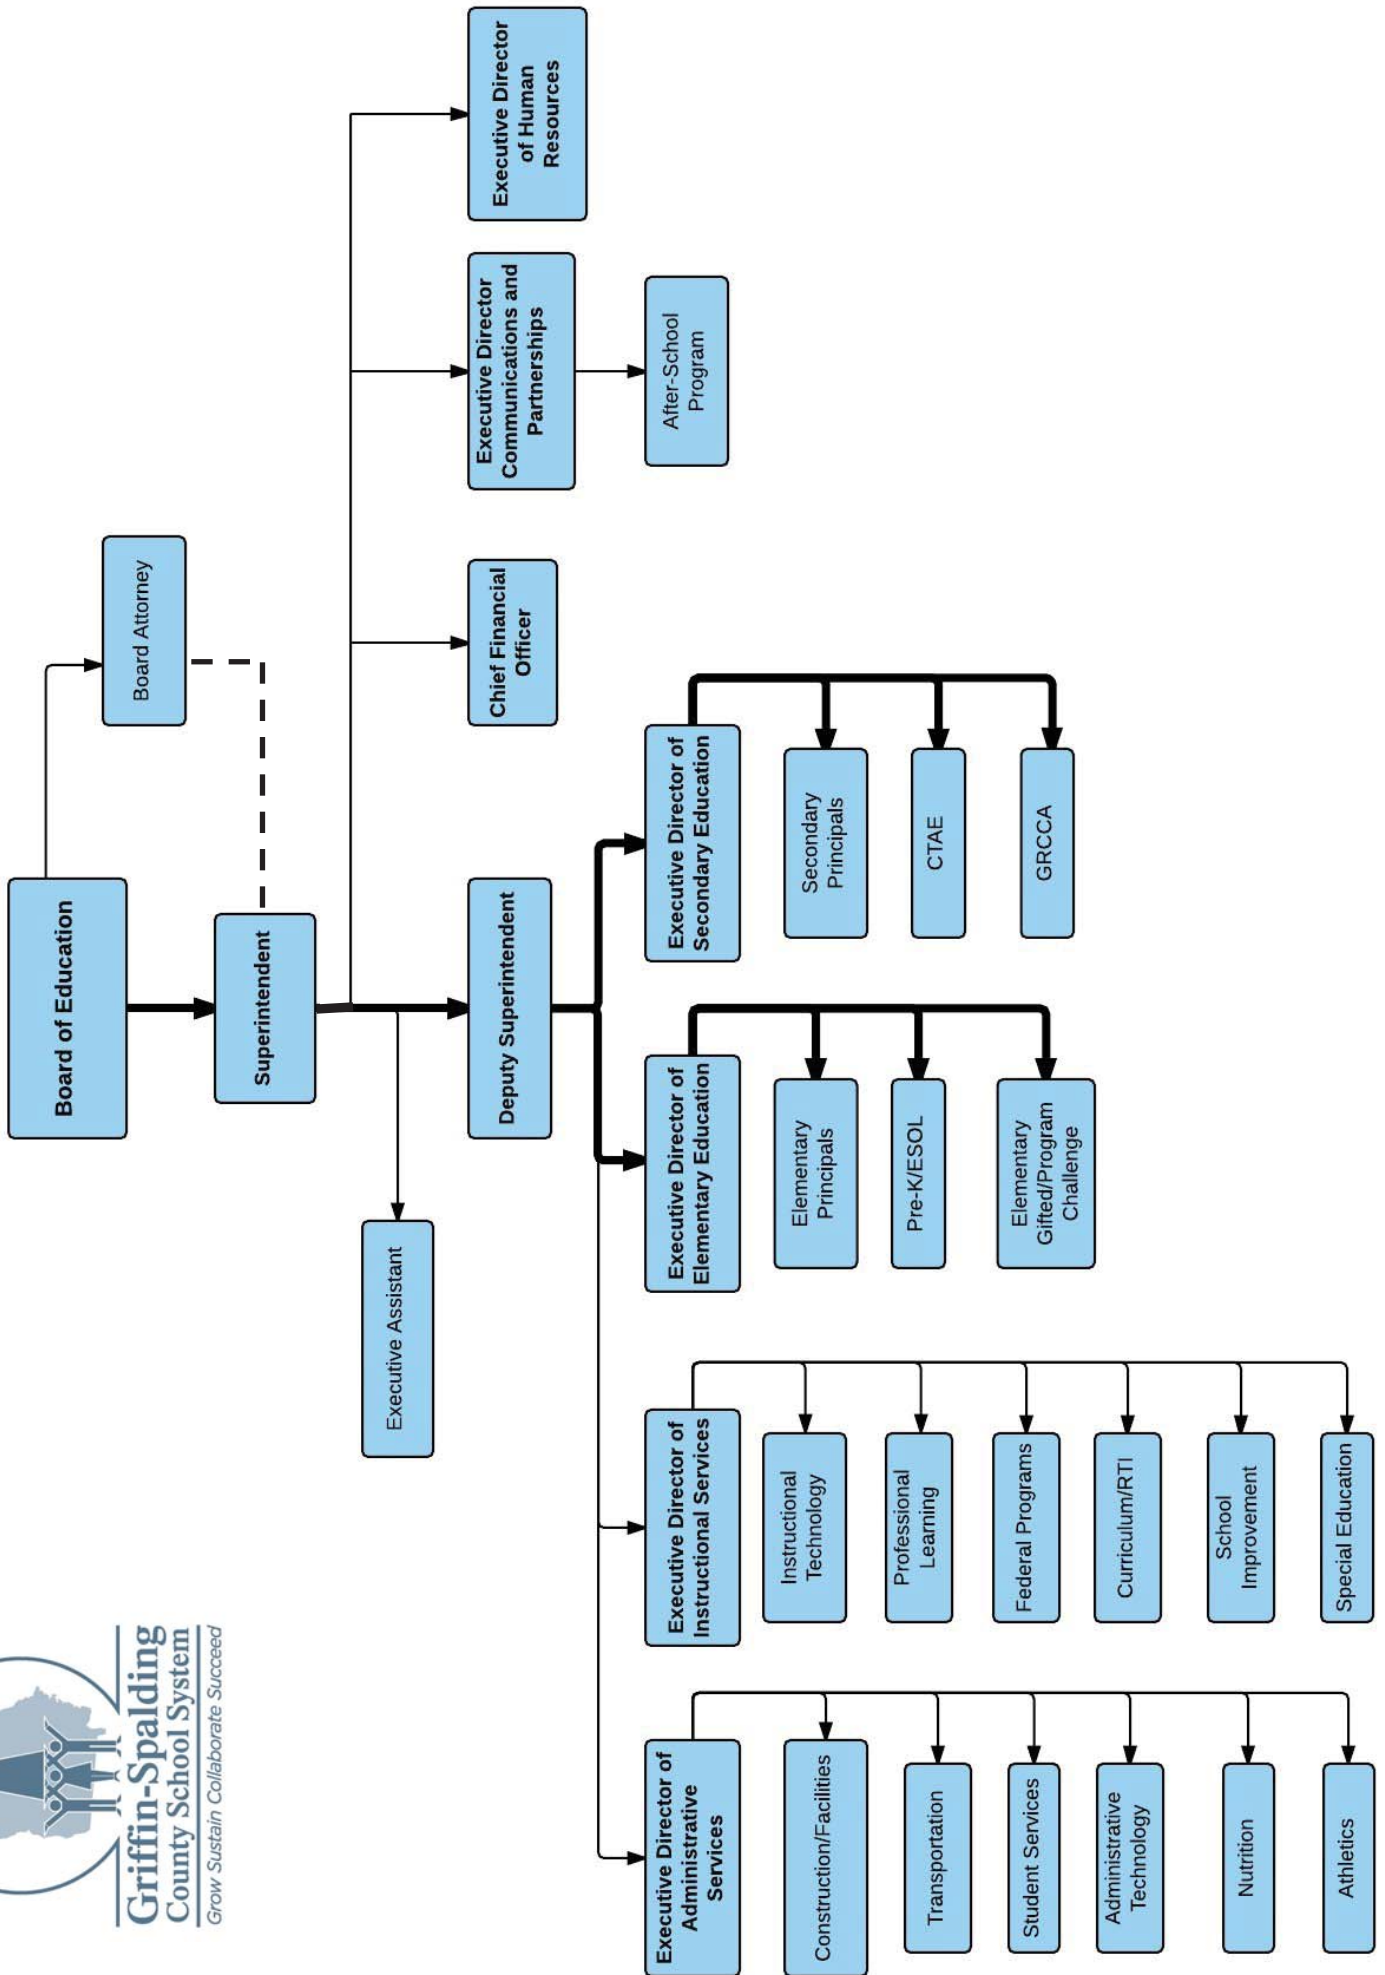 Griffin-Spalding
County School System
Grow Sustain Collaborate Succeed
Board of Education
Board Attorney
Superintendent
Executive Assistant
Deputy Superintendent
Chief Financial
Officer
Executive Director
Communications and
Partnerships
Executive Director
of Human
Resources
After-School
Program
Executive Director of
Administrative
Services
Construction/Facilities
Transportation
Student Services
Administrative
Technology
Nutrition
Athletics
Executive Director of
Instructional Services
Instructional
Technology
Professional
Learning
Federal Programs
Curriculum/RTI
School
Improvement
Special Education
Executive Director of
Elementary Education
Elementary
Principals
Pre-K/ESOL
Elementary
Gifted/Program
Challenge
Executive Director of
Secondary Education
Secondary
Principals
CTAE
GRCCA